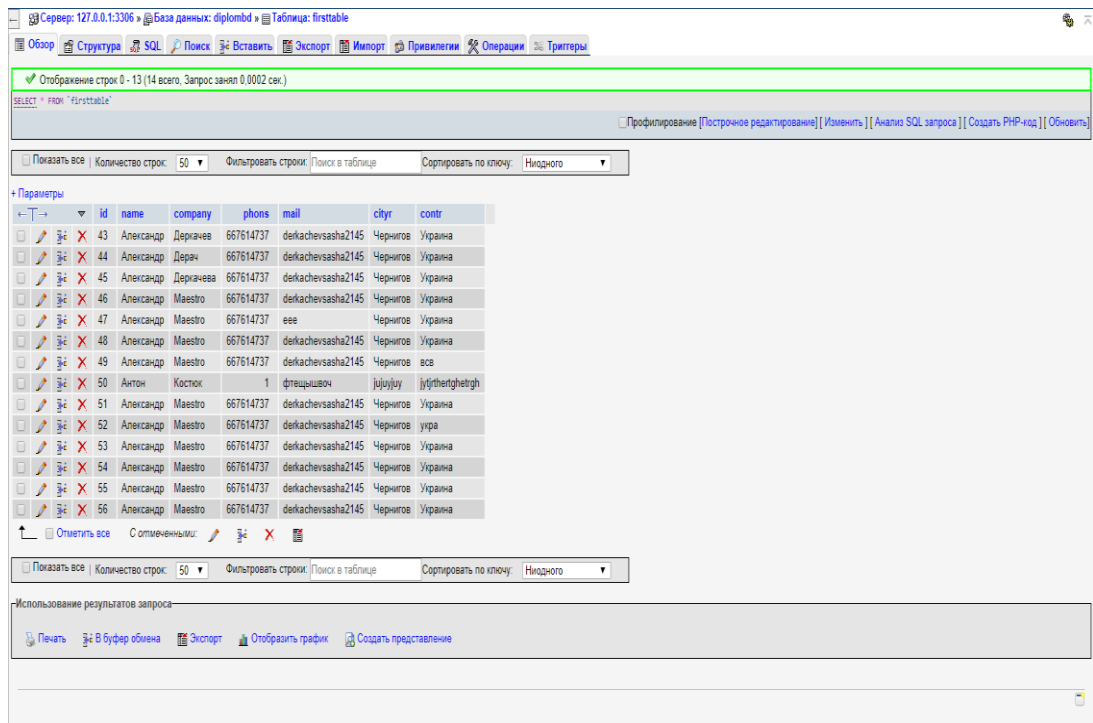 Сервер: 127.0.0.1:3306 » База данных: diplombd » Таблица: firsttable
Обзор Структура SQL Поиск Вставить Экспорт Импорт Привилегии Операции Триггеры
Отображение строк 0 - 13 (14 всего, Запрос занял 0,0002 сек.)
SELECT * FROM `firsttable`
Профилирование [Построчное редактирование] [ Изменить ] [ Анализ SQL запроса ] [ Создать PHP-код ] [ Обновить]
Показать все | Количество строк: 50 Фильтровать строки: Поиск в таблице Сортировать по ключу: Ниодного
+ Параметры
←T→ id name company phons mail cityr contr
43 Александр Деркачев 667614737 derkachevsasha2145 Чернигов Украина
44 Александр Дерач 667614737 derkachevsasha2145 Чернигов Украина
45 Александр Деркачева 667614737 derkachevsasha2145 Чернигов Украина
46 Александр Maestro 667614737 derkachevsasha2145 Чернигов Украина
47 Александр Maestro 667614737 eee Чернигов Украина
48 Александр Maestro 667614737 derkachevsasha2145 Чернигов Украина
49 Александр Maestro 667614737 derkachevsasha2145 Чернигов всв
50 Антон Костюк 1 фтещышвоч jujuyjuy jytjrthertghetrgh
51 Александр Maestro 667614737 derkachevsasha2145 Чернигов Украина
52 Александр Maestro 667614737 derkachevsasha2145 Чернигов укра
53 Александр Maestro 667614737 derkachevsasha2145 Чернигов Украина
54 Александр Maestro 667614737 derkachevsasha2145 Чернигов Украина
55 Александр Maestro 667614737 derkachevsasha2145 Чернигов Украина
56 Александр Maestro 667614737 derkachevsasha2145 Чернигов Украина
Отметить все С отмеченными:
Показать все | Количество строк: 50 Фильтровать строки: Поиск в таблице Сортировать по ключу: Ниодного
Использование результатов запроса
Печать В буфер обмена Экспорт Отобразить график Создать представление